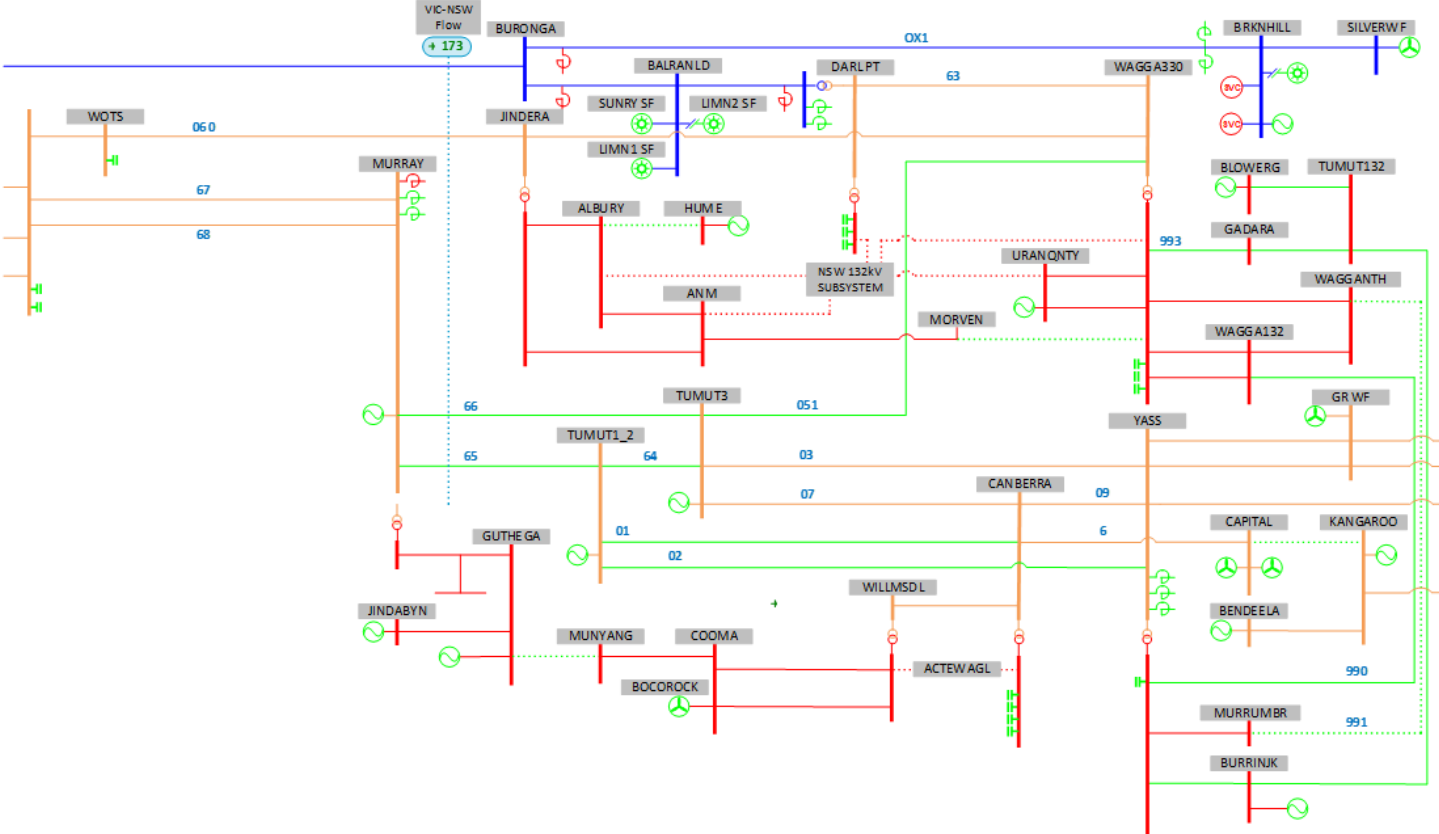 VIC-NSW
Flow
173
BURONGA
OX1
BRKNHILL
SILVERWF
BALRANLD
DARLPT
63
WAGGA330
SUNRY SF
LIMN2 SF
SVC
SVC
WOTS
060
JINDERA
LIMN1 SF
MURRAY
BLOWERG
TUMUT132
67
ALBURY
HUME
68
GADARA
993
URANQNTY
NSW 132kV
SUBSYSTEM
WAGGANTH
ANM
MORVEN
WAGGA132
TUMUT3
GRWF
66
051
YASS
TUMUT1_2
65
64
03
CANBERRA
07
09
GUTHEGA
01
6
CAPITAL
KANGAROO
02
WILLMSDL
JINDABYN
BENDEELA
MUNYANG
COOMA
ACTEWAGL
990
BOCOROCK
MURRUMBR
991
BURRINJK